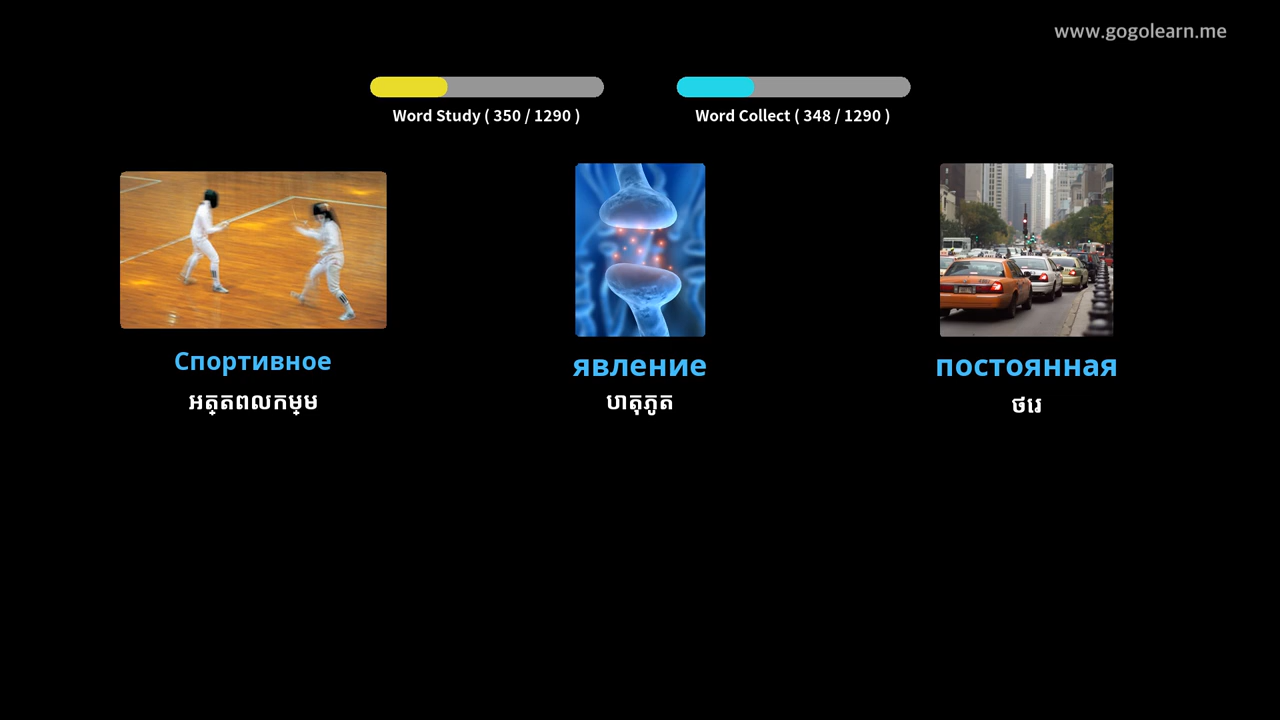 www.gogolearn.me
Word Study ( 350 / 1290 )
Word Collect ( 348 / 1290 )
Спортивное
явление
постоянная
អត្តពលកម្ម
បាតុភូត
ថេរ